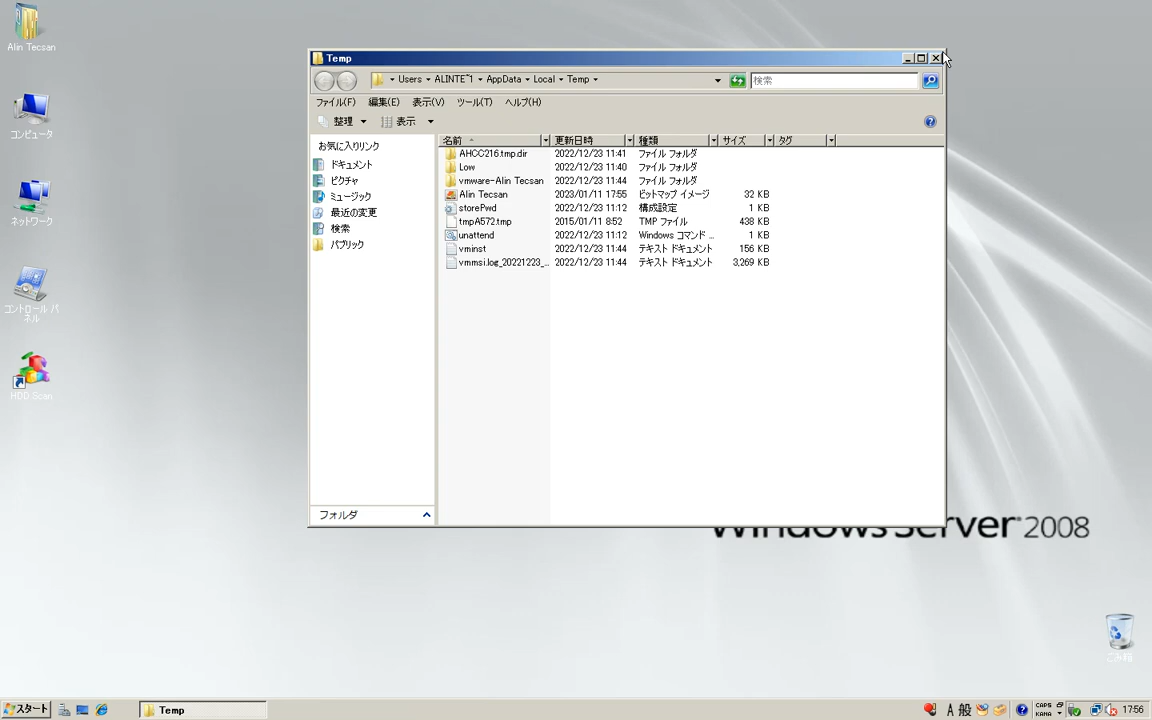 Alin Tecsan
コンピュータ
ネットワーク
コントロール パネル
HDD Scan
Temp
Users
ALINTE~1
AppData
Local
Temp
検索
ファイル(F) 編集(E) 表示(V) ツール(T) ヘルプ(H)
整理 表示
お気に入りリンク
ドキュメント
ピクチャ
ミュージック
最近の変更
検索
パブリック
フォルダ
名前 更新日時 種類 サイズ タグ
AHCC216.tmp.dir 2022/12/23 11:41 ファイル フォルダ
Low 2022/12/23 11:40 ファイル フォルダ
vmware-Alin Tecsan 2022/12/23 11:44 ファイル フォルダ
Alin Tecsan 2023/01/11 17:55 ビットマップ イメージ 32 KB
storePwd 2022/12/23 11:12 構成設定 1 KB
tmpA572.tmp 2015/01/11 8:52 TMP ファイル 438 KB
unattend 2022/12/23 11:12 Windows コマンド ... 1 KB
vminst 2022/12/23 11:44 テキスト ドキュメント 156 KB
vmmsi.log_20221223_... 2022/12/23 11:44 テキスト ドキュメント 3,269 KB
Windows Server 2008
ごみ箱
スタート
Temp
A 般
CAPS
KANA
17:56